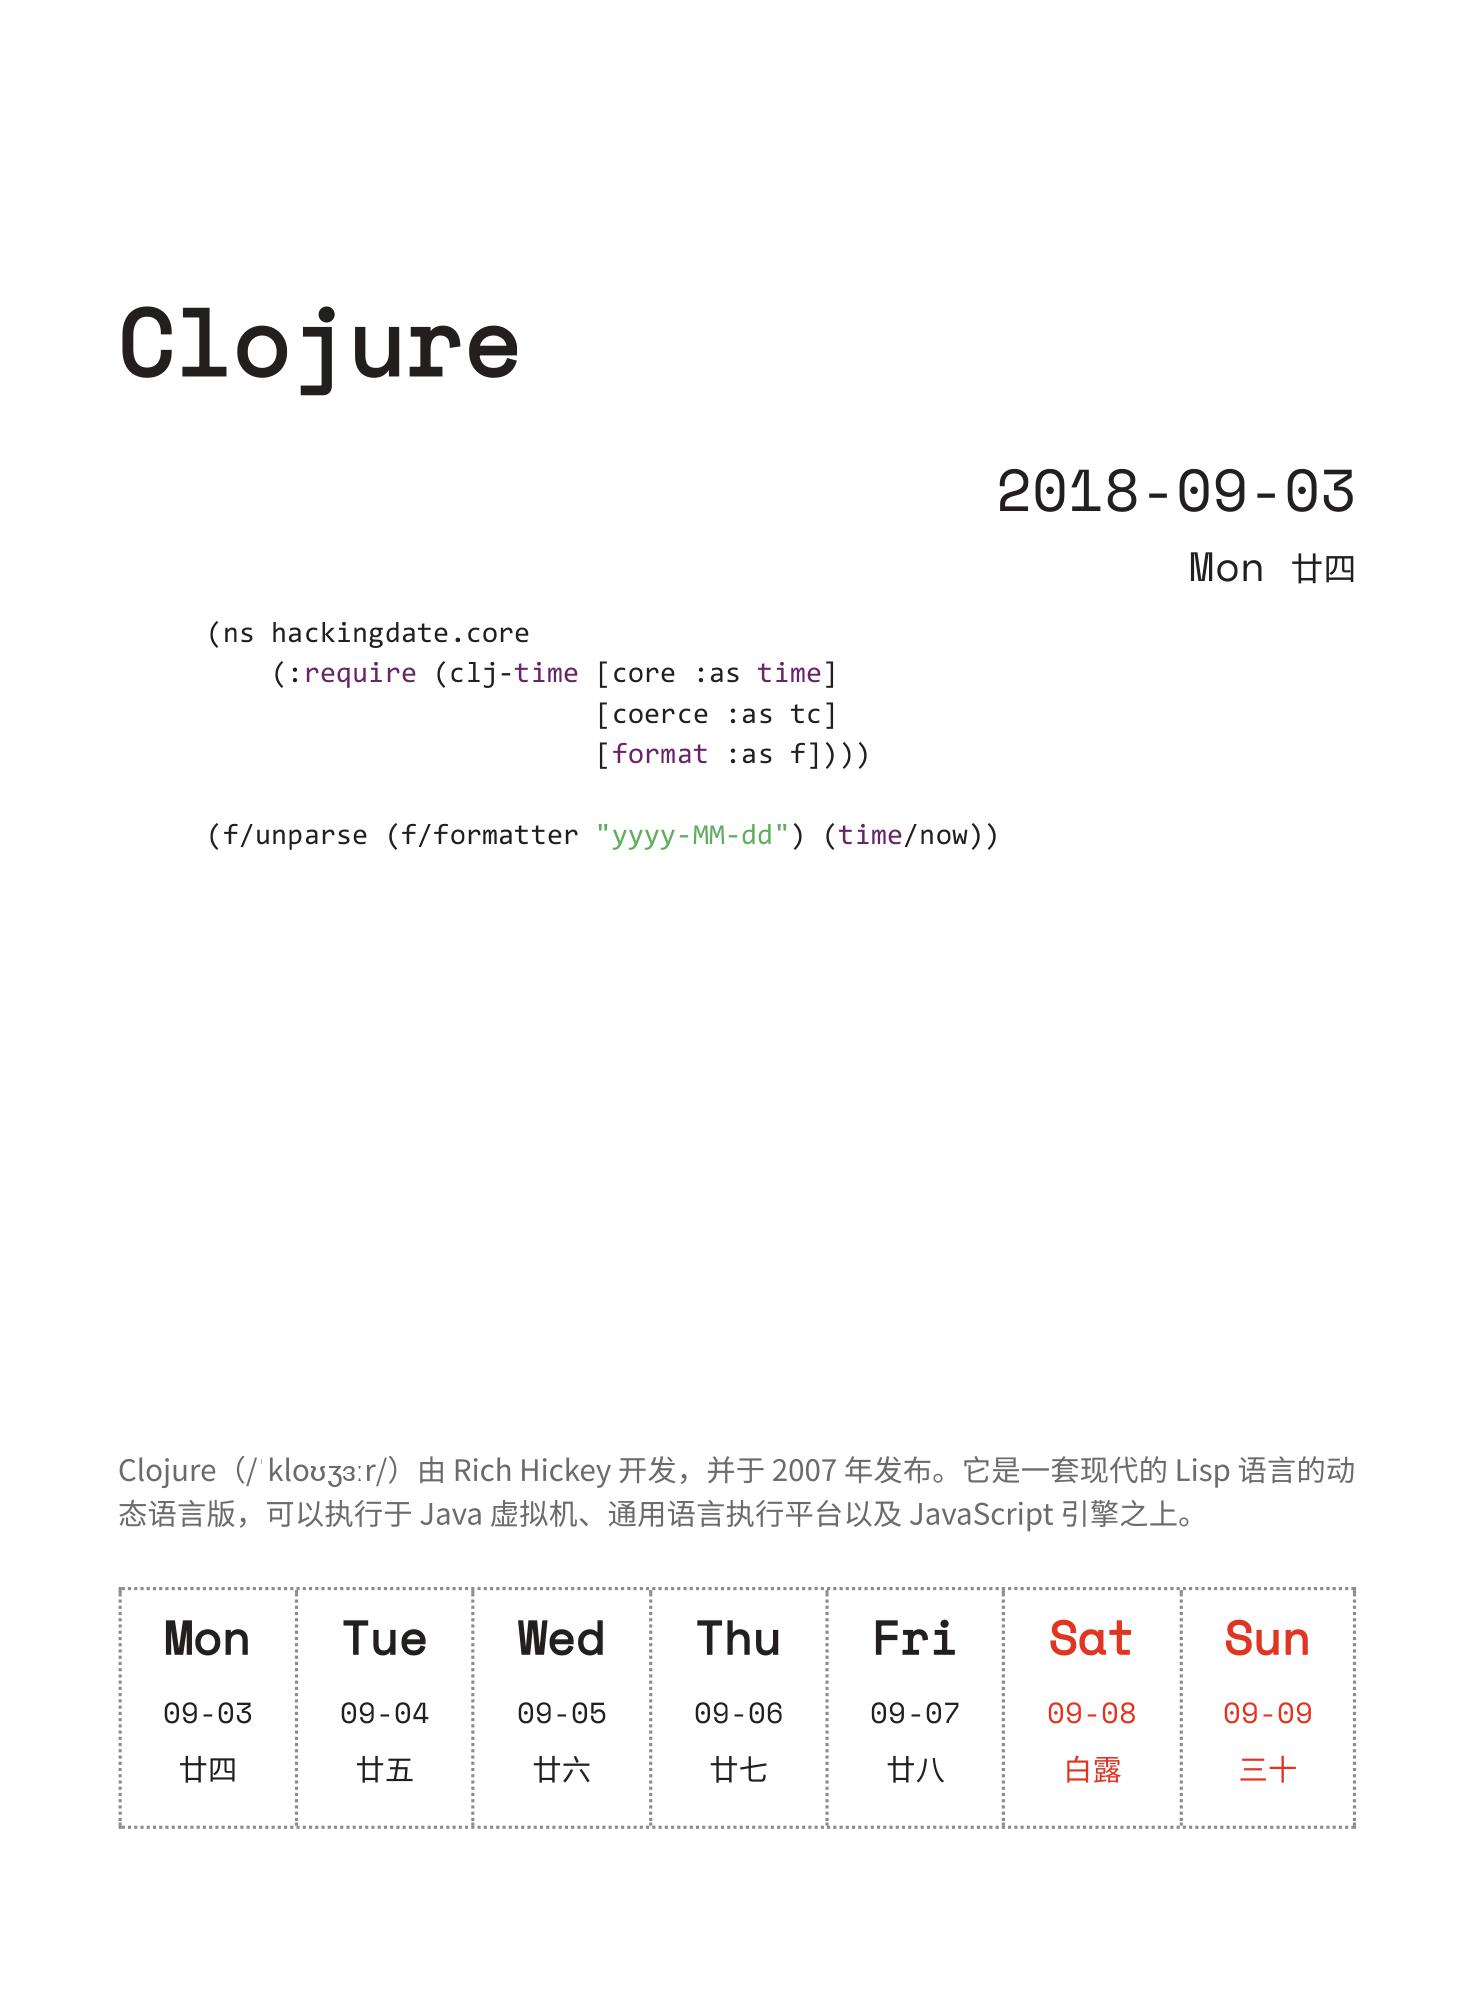 Clojure
2018-09-03
Mon 廿四
(ns hackingdate.core
    (:require (clj-time [core :as time]
                        [coerce :as tc]
                        [format :as f])))
(f/unparse (f/formatter "yyyy-MM-dd") (time/now))
Clojure（/ˈkloʊʒɜːr/）由 Rich Hickey 开发，并于 2007 年发布。它是一套现代的 Lisp 语言的动
态语言版，可以执行于 Java 虚拟机、通用语言执行平台以及 JavaScript 引擎之上。
Mon Tue Wed Thu Fri Sat Sun
09-03 09-04 09-05 09-06 09-07 09-08 09-09
廿四 廿五 廿六 廿七 廿八 白露 三十